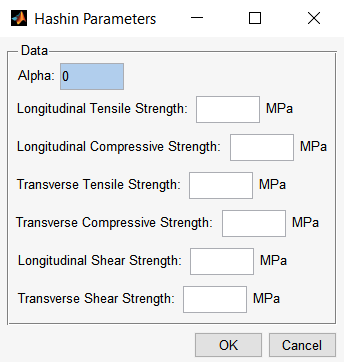 Hashin Parameters
Data
Alpha: 0
Longitudinal Tensile Strength: MPa
Longitudinal Compressive Strength: MPa
Transverse Tensile Strength: MPa
Transverse Compressive Strength: MPa
Longitudinal Shear Strength: MPa
Transverse Shear Strength: MPa
OK Cancel